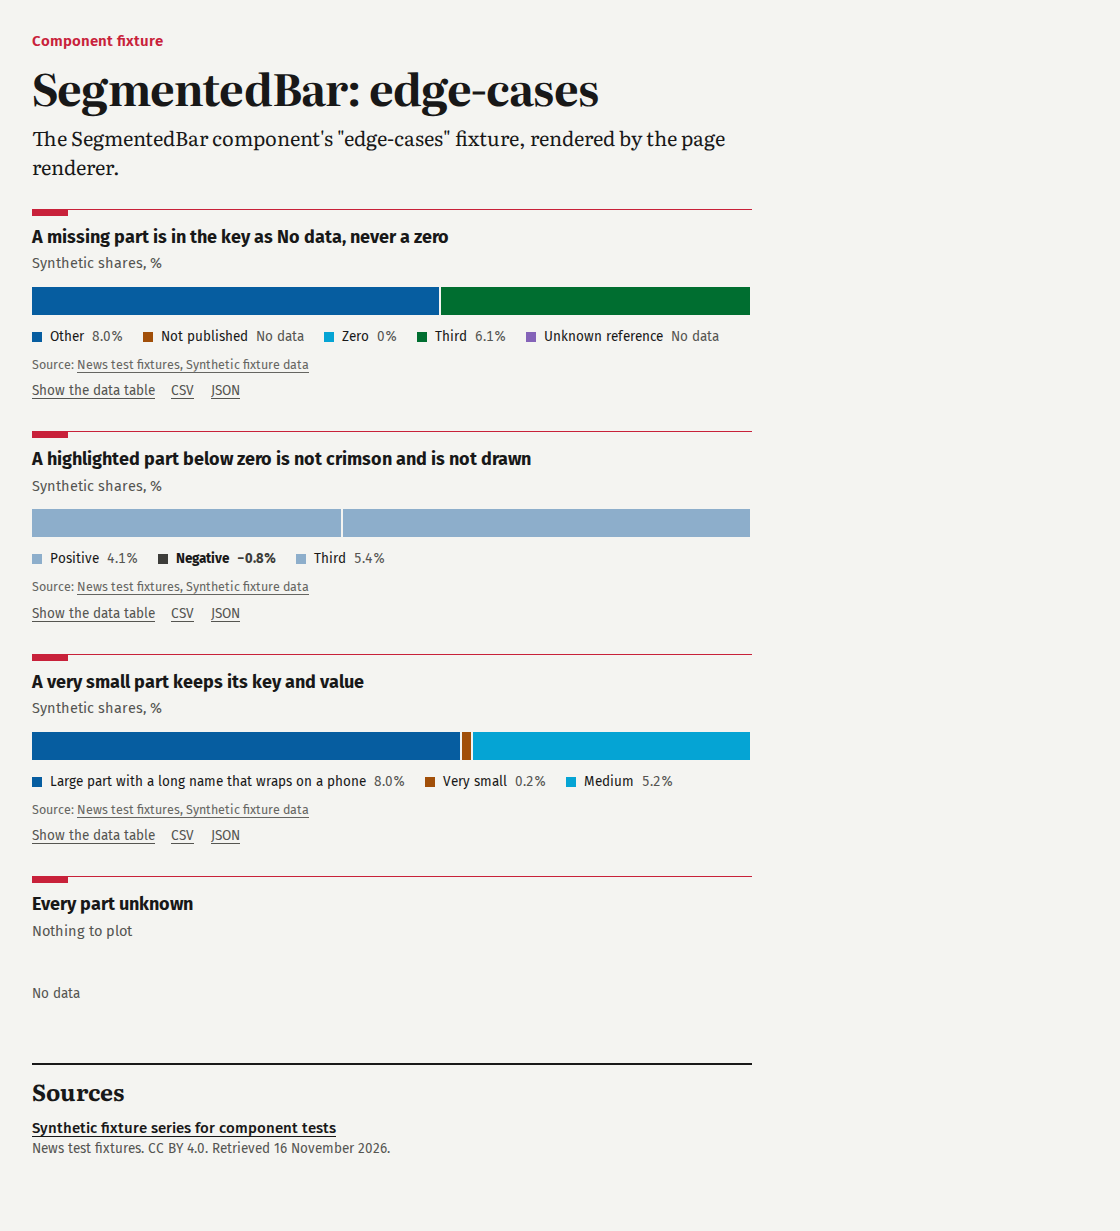 Component fixture
SegmentedBar: edge-cases
The SegmentedBar component's "edge-cases" fixture, rendered by the page
renderer.
A missing part is in the key as No data, never a zero
Synthetic shares, %
Other 8.0% Not published No data Zero 0% Third 6.1% Unknown reference No data
Source: News test fixtures, Synthetic fixture data
Show the data table CSV JSON
A highlighted part below zero is not crimson and is not drawn
Synthetic shares, %
Positive 4.1% Negative −0.8% Third 5.4%
Source: News test fixtures, Synthetic fixture data
Show the data table CSV JSON
A very small part keeps its key and value
Synthetic shares, %
Large part with a long name that wraps on a phone 8.0% Very small 0.2% Medium 5.2%
Source: News test fixtures, Synthetic fixture data
Show the data table CSV JSON
Every part unknown
Nothing to plot
No data
Sources
Synthetic fixture series for component tests
News test fixtures. CC BY 4.0. Retrieved 16 November 2026.